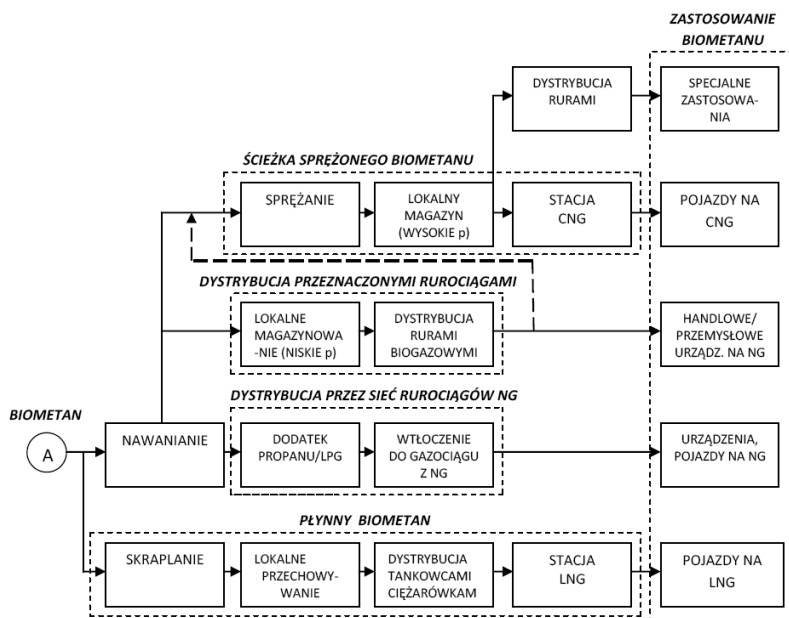 ZASTOSOWANIE
BIOMETANU
DYSTRYBUCJA
RURAMI
SPECJALNE
ZASTOSOWA-
NIA
ŚCIEŻKA SPRĘŻONEGO BIOMETANU
SPRĘŻANIE
LOKALNY
MAGAZYN
(WYSOKIE p)
STACJA
CNG
POJAZDY NA
CNG
DYSTRYBUCJA PRZEZNACZONYMI RUROCIĄGAMI
LOKALNE
MAGAZYNOWA
-NIE (NISKIE p)
DYSTRYBUCJA
RURAMI
BIOGAZOWYMI
HANDLOWE/
PRZEMYSŁOWE
URZĄDZ. NA NG
DYSTRYBUCJA PRZEZ SIEĆ RUROCIĄGÓW NG
BIOMETAN
A
NAWANIANIE
DODATEK
PROPANU/LPG
WTŁOCZENIE
DO GAZOCIĄGU
Z NG
URZĄDZENIA,
POJAZDY NA NG
PŁYNNY BIOMETAN
SKRAPLANIE
LOKALNE
PRZECHOWY-
WANIE
DYSTRYBUCJA
TANKOWCAMI
CIĘŻARÓWKAM
STACJA
LNG
POJAZDY NA
LNG